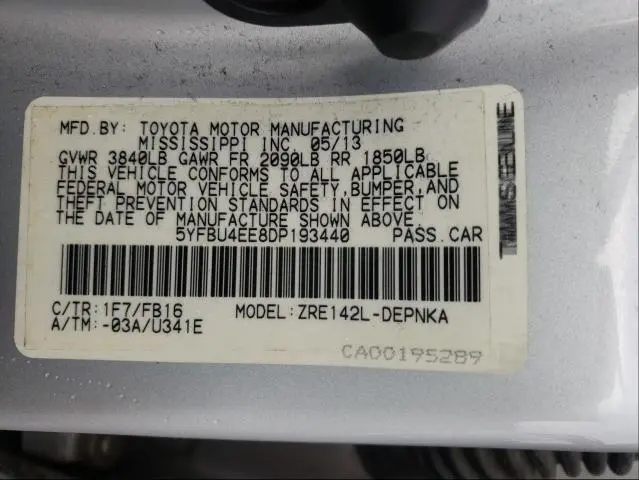 MFD.BY: TOYOTA MOTOR MANUFACTURING
MISSISSIPPI INC. 05/13
GVWR 3840LB GAWR FR 2090LB RR 1850LB
THIS VEHICLE CONFORMS TO ALL APPLICABLE
FEDERAL MOTOR VEHICLE SAFETY,BUMPER,AND
THEFT PREVENTION STANDARDS IN EFFECT ON
THE DATE OF MANUFACTURE SHOWN ABOVE.
5YFBU4EE8DP193440 PASS.CAR
C/TR:1F7/FB16 MODEL:ZRE142L-DEPNKA
A/TM:-03A/U341E
CA00195289